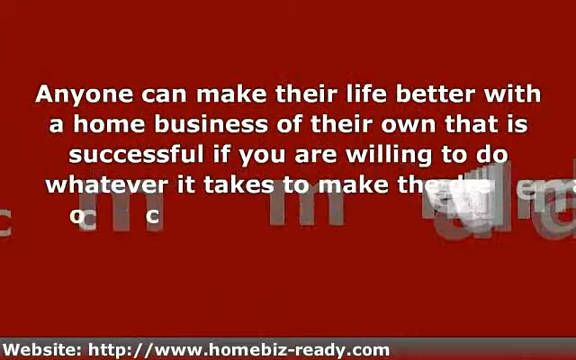 Anyone can make their life better with
a home business of their own that is
successful if you are willing to do
whatever it takes to make the
Website: http://www.homebiz-ready.com